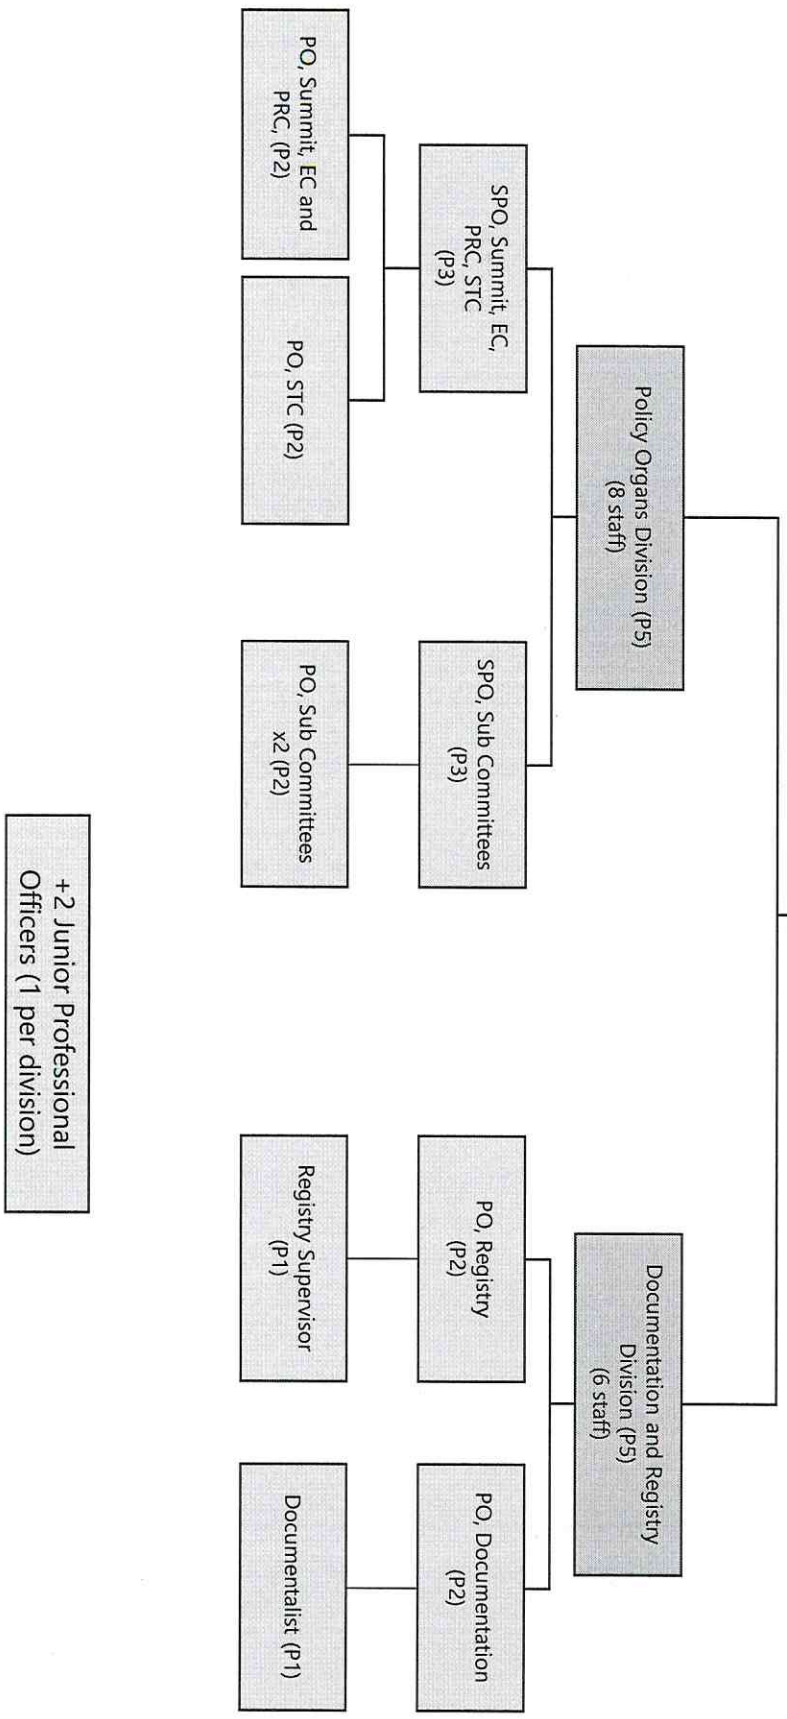 Policy Organs Division (P5)
(8 staff)
Documentation and Registry
Division (P5)
(6 staff)
SPO, Summit, EC,
PRC, STC
(P3)
SPO, Sub Committees
(P3)
PO, Registry
(P2)
PO, Documentation
(P2)
PO, Summit, EC and
PRC, (P2)
PO, STC (P2)
PO, Sub Committees
x2 (P2)
Registry Supervisor
(P1)
Documentalist (P1)
+2 Junior Professional
Officers (1 per division)